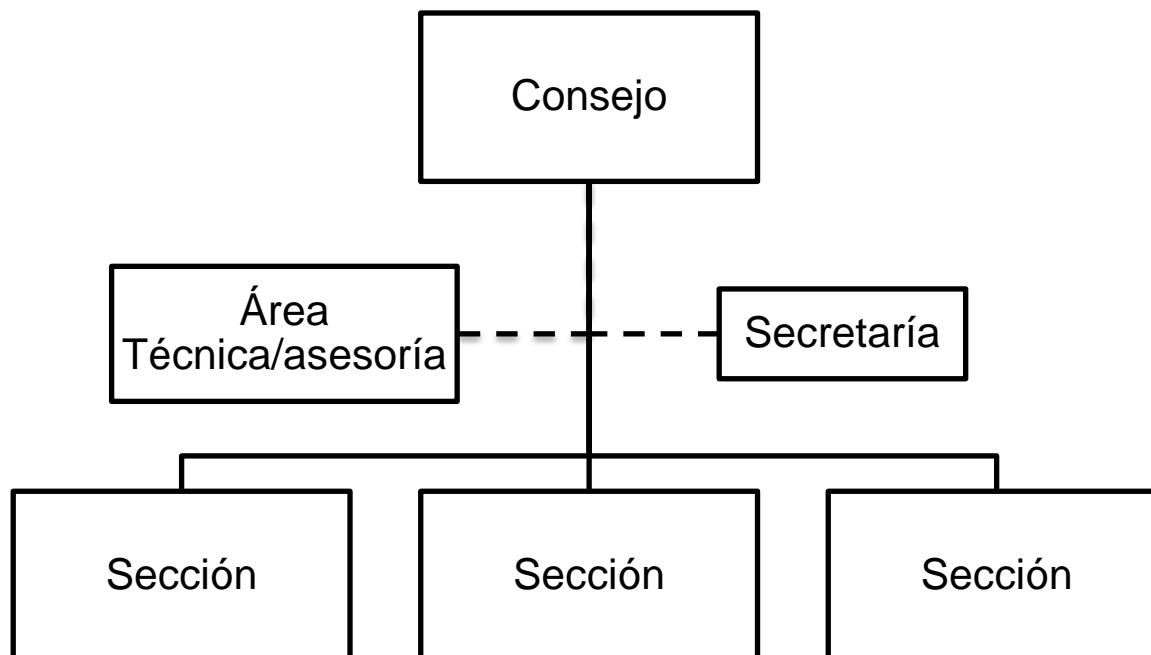 Consejo
Área
Técnica/asesoría
Secretaría
Sección
Sección
Sección